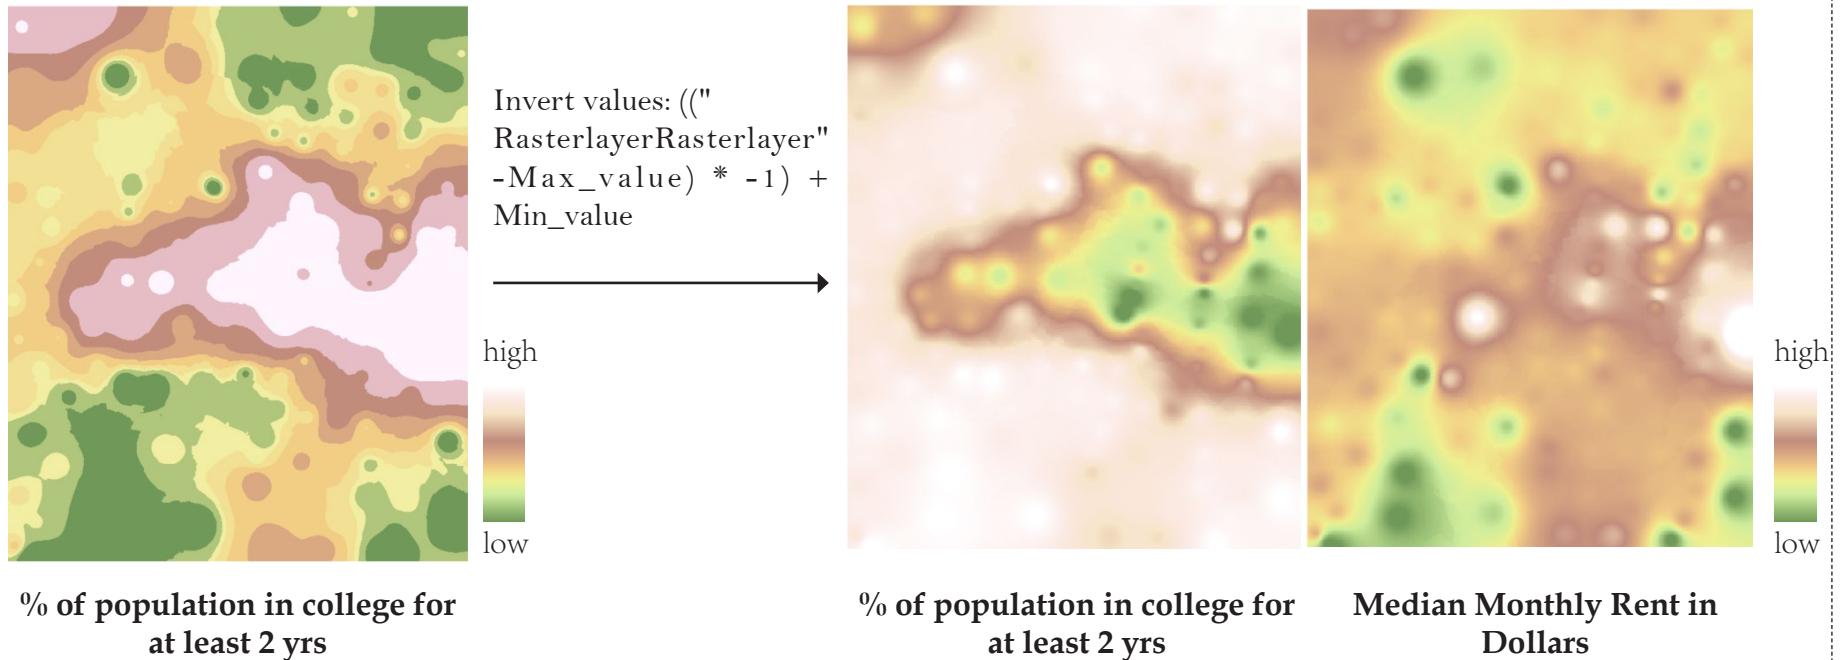 Invert values: (("
RasterlayerRasterlayer"
-Max_value) * -1) +
Min_value
high
low
high
low
% of population in college for
at least 2 yrs
% of population in college for
at least 2 yrs
Median Monthly Rent in
Dollars